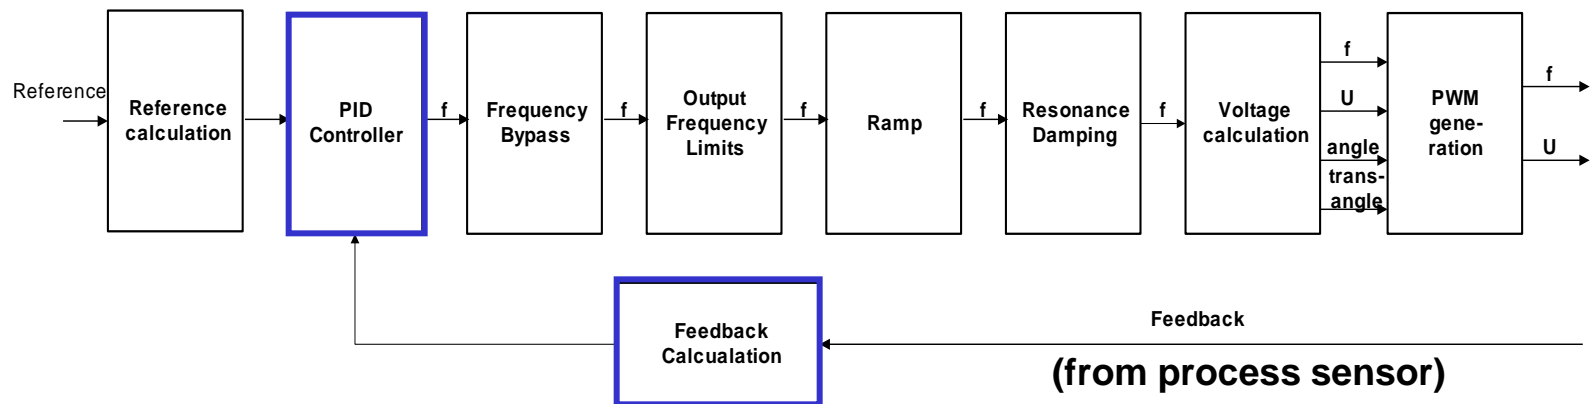 Reference
Reference
calculation
PID
Controller
f
Frequency
Bypass
f
Output
Frequency
Limits
f
Ramp
f
Resonance
Damping
f
Voltage
calculation
f
U
angle
trans-
angle
PWM
gene-
ration
f
U
Feedback
Calcualation
Feedback
(from process sensor)